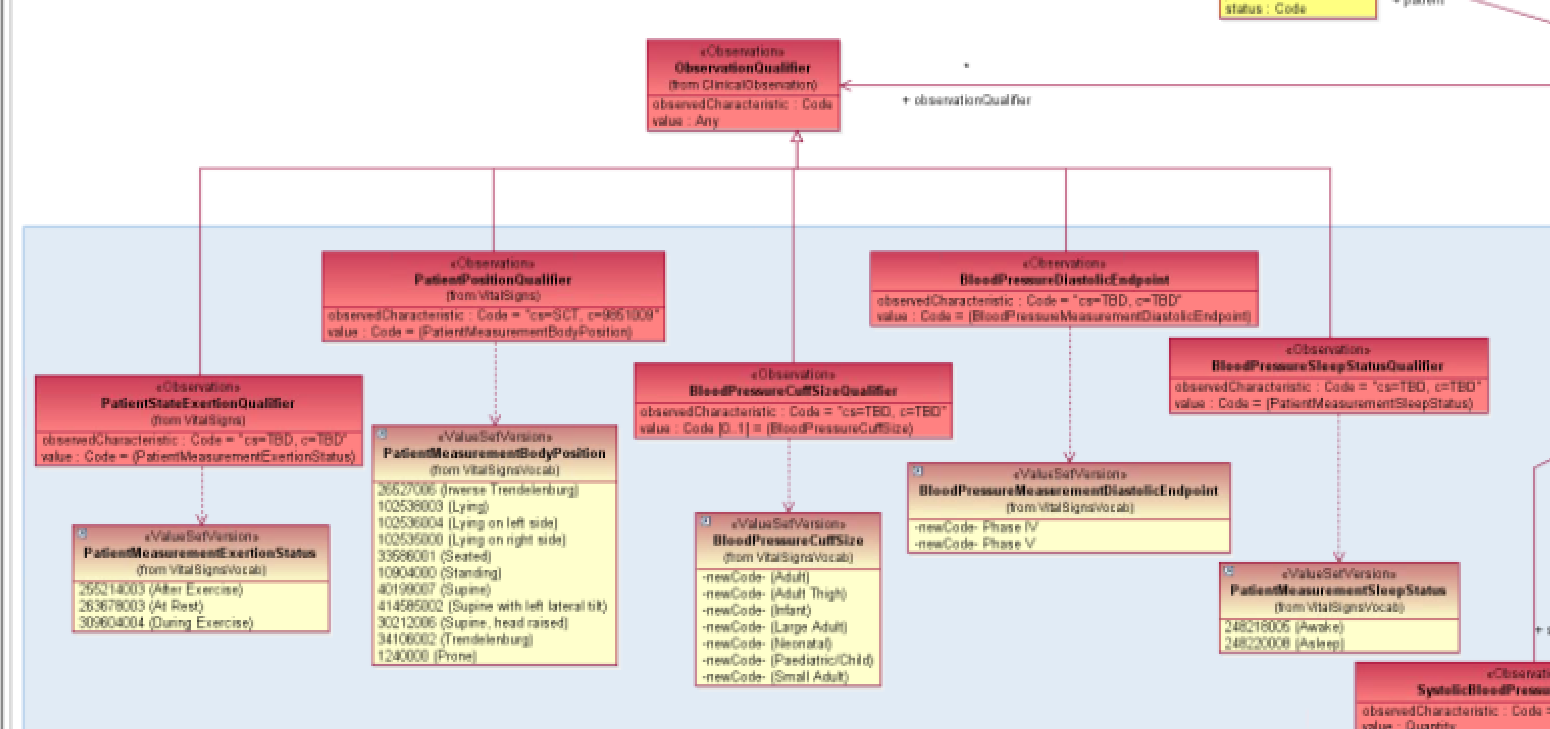 status : Code
+ patient
«Observation»
ObservationQualifier
(from ClinicalObservation)
observedCharacteristic : Code
value : Any
*
+ observationQualifier
«Observation»
PatientPositionQualifier
(from VitalSigns)
observedCharacteristic : Code = "cs=SCT, c=9851009"
value : Code = (PatientMeasurementBodyPosition)
«Observation»
BloodPressureDiastolicEndpoint
observedCharacteristic : Code = "cs=TBD, c=TBD"
value : Code = (BloodPressureMeasurementDiastolicEndpoint)
«Observation»
BloodPressureSleepStatusQualifier
observedCharacteristic : Code = "cs=TBD, c=TBD"
value : Code = (PatientMeasurementSleepStatus)
«Observation»
BloodPressureCuffSizeQualifier
observedCharacteristic : Code = "cs=TBD, c=TBD"
value : Code [0..1] = (BloodPressureCuffSize)
«Observation»
PatientStateExertionQualifier
(from VitalSigns)
observedCharacteristic : Code = "cs=TBD, c=TBD"
value : Code = (PatientMeasurementExertionStatus)
«ValueSetVersion»
PatientMeasurementBodyPosition
(from VitalSignsVocab)
26527006 (Inverse Trendelenburg)
102538003 (Lying)
102536004 (Lying on left side)
102535000 (Lying on right side)
33586001 (Seated)
10904000 (Standing)
40199007 (Supine)
414585002 (Supine with left lateral tilt)
30212006 (Supine, head raised)
34106002 (Trendelenburg)
1240000 (Prone)
«ValueSetVersion»
BloodPressureMeasurementDiastolicEndpoint
(from VitalSignsVocab)
-newCode- Phase IV
-newCode- Phase V
«ValueSetVersion»
BloodPressureCuffSize
(from VitalSignsVocab)
-newCode- (Adult)
-newCode- (Adult Thigh)
-newCode- (Infant)
-newCode- (Large Adult)
-newCode- (Neonatal)
-newCode- (Paediatric/Child)
-newCode- (Small Adult)
«ValueSetVersion»
PatientMeasurementExertionStatus
(from VitalSignsVocab)
255214003 (After Exercise)
263678003 (At Rest)
309604004 (During Exercise)
«ValueSetVersion»
PatientMeasurementSleepStatus
(from VitalSignsVocab)
248218005 (Awake)
248220008 (Asleep)
+ s
«Observati
SystolicBloodPressu
observedCharacteristic : Code =
value : Quantity